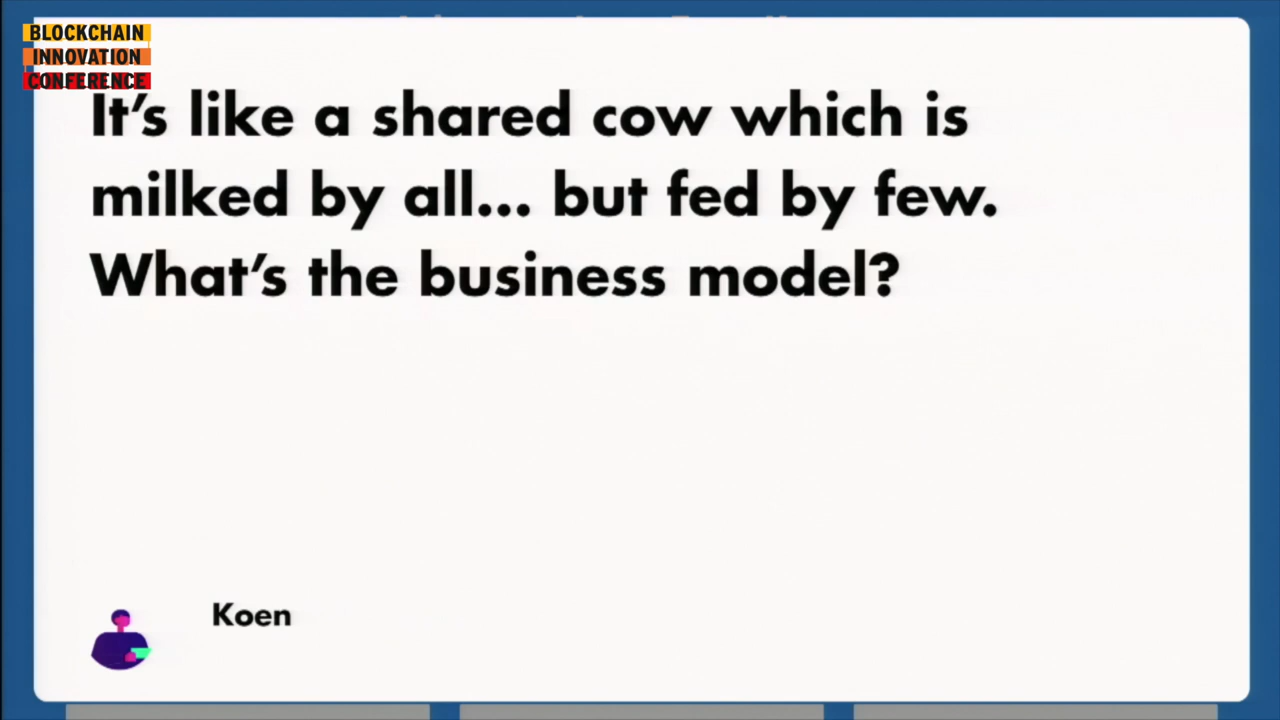 BLOCKCHAIN
INNOVATION
CONFERENCE
It’s like a shared cow which is
milked by all... but fed by few.
What’s the business model?
Koen